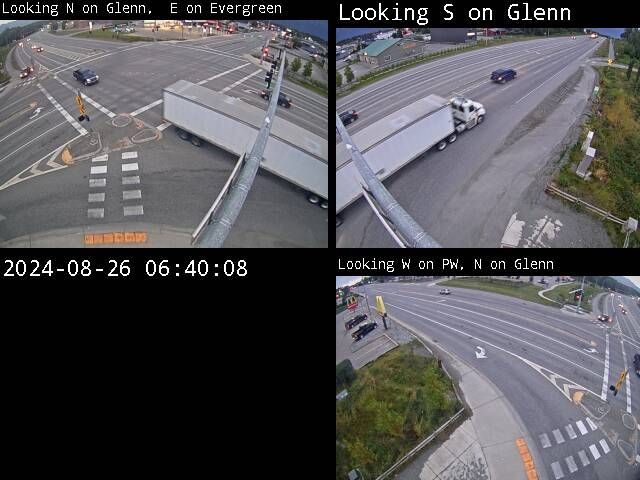 Looking N on Glenn,  E on Evergreen
Looking S on Glenn
2024-08-26 06:40:08
Looking W on PW, N on Glenn